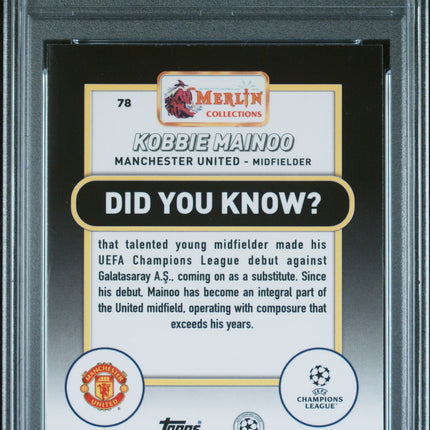 78
MERLIN
COLLECTIONS
KOBBIE MAINOO
MANCHESTER UNITED - MIDFIELDER
DID YOU KNOW?
that talented young midfielder made his
UEFA Champions League debut against
Galatasaray A.Ş., coming on as a substitute. Since
his debut, Mainoo has become an integral part of
the United midfield, operating with composure that
exceeds his years.
MANCHESTER
UNITED
CHAMPIONS
LEAGUE
topps